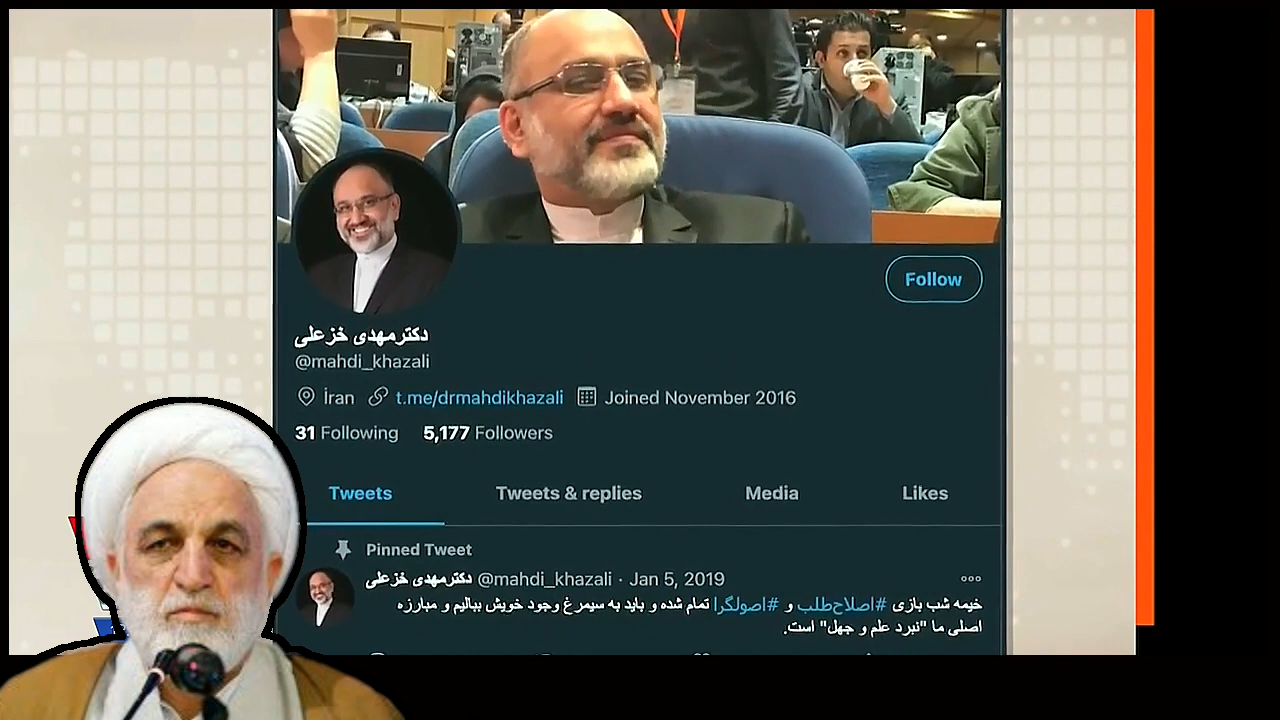 Follow
دکترمهدی خزعلی
@mahdi_khazali
İran t.me/drmahdikhazali Joined November 2016
31 Following 5,177 Followers
Tweets Tweets & replies Media Likes
Pinned Tweet
دکترمهدی خزعلی @mahdi_khazali · Jan 5, 2019
خیمه شب بازی #اصلاح‌طلب و #اصولگرا تمام شده و باید به سیمرغ وجود خویش ببالیم و مبارزه
اصلی ما "نبرد علم و جهل" است.